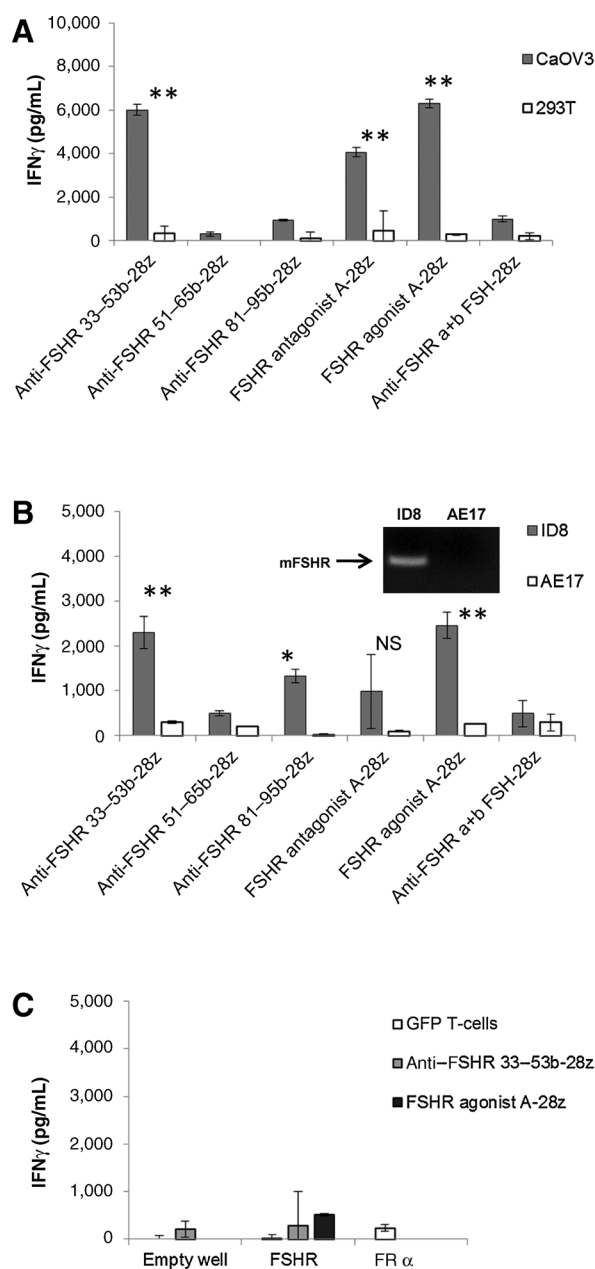 A
10,000
8,000
6,000
4,000
2,000
0
IFNγ (pg/mL)
CaOV3
293T
**
**
**
Anti-FSHR 33–53b-28z
Anti-FSHR 51–65b-28z
Anti-FSHR 81–95b-28z
FSHR antagonist A-28z
FSHR agonist A-28z
Anti-FSHR a+b FSH-28z
B
5,000
4,000
3,000
2,000
1,000
0
IFNγ (pg/mL)
ID8 AE17
mFSHR
ID8
AE17
**
*
NS
**
Anti-FSHR 33–53b-28z
Anti-FSHR 51–65b-28z
Anti-FSHR 81–95b-28z
FSHR antagonist A-28z
FSHR agonist A-28z
Anti-FSHR a+b FSH-28z
C
5,000
4,000
3,000
2,000
1,000
0
IFNγ (pg/mL)
GFP T-cells
Anti–FSHR 33–53b-28z
FSHR agonist A-28z
Empty well FSHR FR α